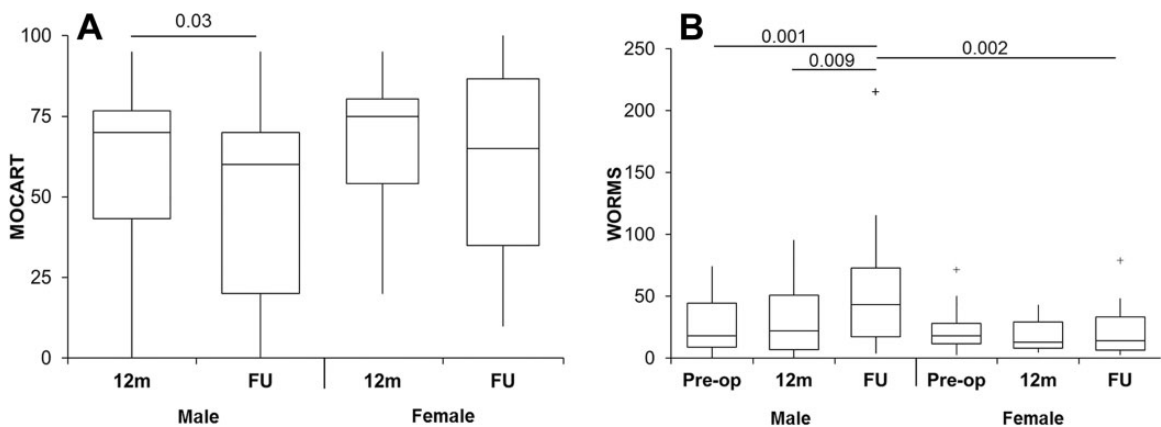 A
0.03
100
75
50
25
0
MOCART
12m FU 12m FU
Male Female
B
0.001
0.002
0.009
250
200
150
100
50
0
WORMS
Pre-op 12m FU Pre-op 12m FU
Male Female